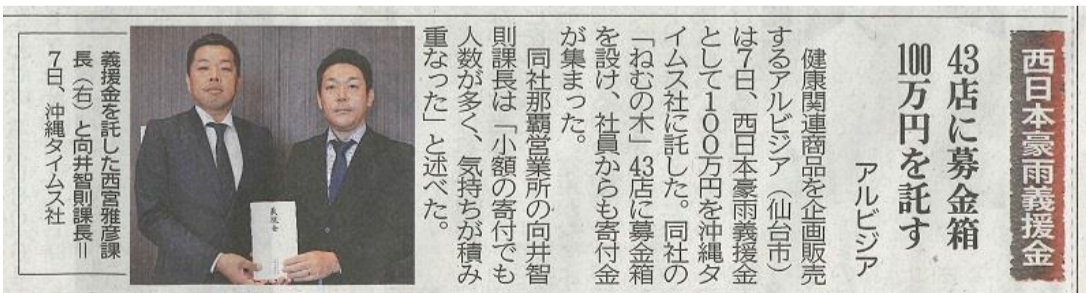 西日本豪雨義援金
43店に募金箱
100万円を託す
アルビジア
健康関連商品を企画販売
するアルビジア（仙台市）
は7日、西日本豪雨義援金
として100万円を沖縄タ
イムス社に託した。同社の
「ねむの木」43店に募金箱
を設け、社員からも寄付金
が集まった。
同社那覇営業所の向井智
則課長は「小額の寄付でも
人数が多く、気持ちが積み
重なった」と述べた。
義援金を託した西宮雅彦課
長（右）と向井智則課長＝
7日、沖縄タイムス社
義援金